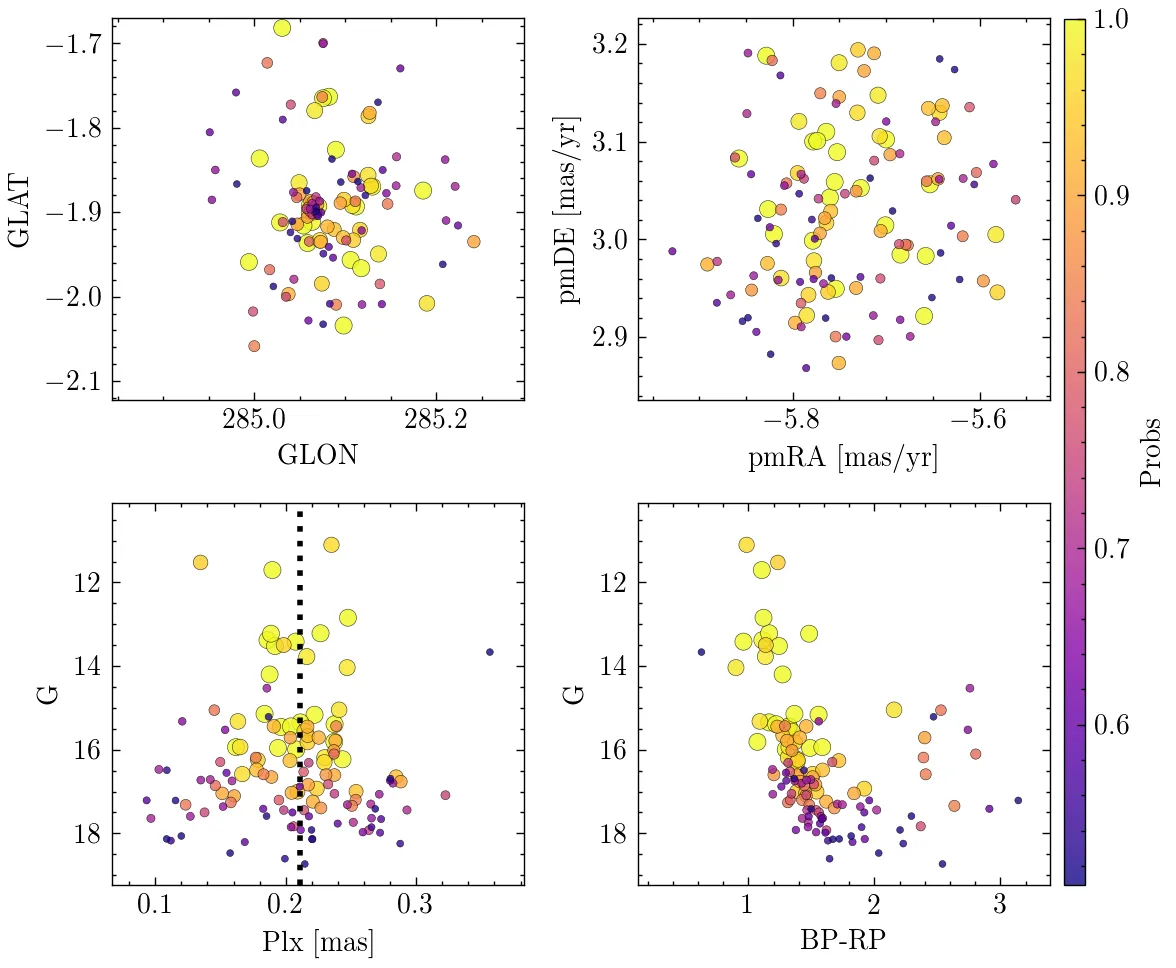 −1.7
−1.8
−1.9
−2.0
−2.1
GLAT
285.0 285.2
GLON
3.2
3.1
3.0
2.9
pmDE [mas/yr]
−5.8 −5.6
pmRA [mas/yr]
12
14
16
18
G
0.1 0.2 0.3
Plx [mas]
12
14
16
18
G
1 2 3
BP-RP
1.0
0.9
0.8
0.7
0.6
Probs